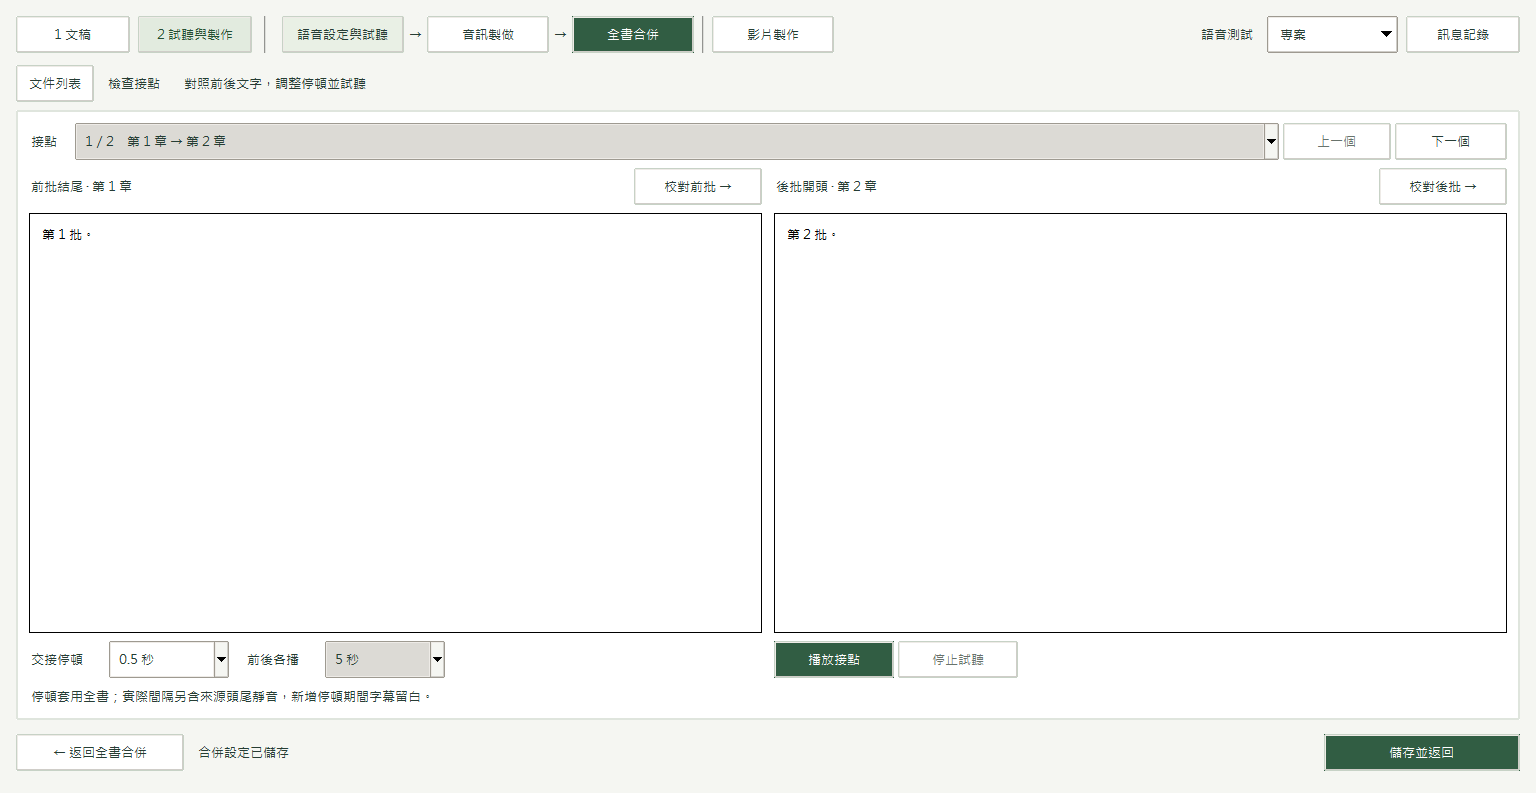 1 文稿
2 試聽與製作
語音設定與試聽
→
音訊製做
→
全書合併
影片製作
語音測試
專案
訊息記錄
文件列表
檢查接點
對照前後文字，調整停頓並試聽
接點
1 / 2　第 1 章 → 第 2 章
上一個
下一個
前批結尾 · 第 1 章
校對前批 →
後批開頭 · 第 2 章
校對後批 →
第 1 批。
第 2 批。
交接停頓
0.5 秒
前後各播
5 秒
播放接點
停止試聽
停頓套用全書；實際間隔另含來源頭尾靜音，新增停頓期間字幕留白。
← 返回全書合併
合併設定已儲存
儲存並返回